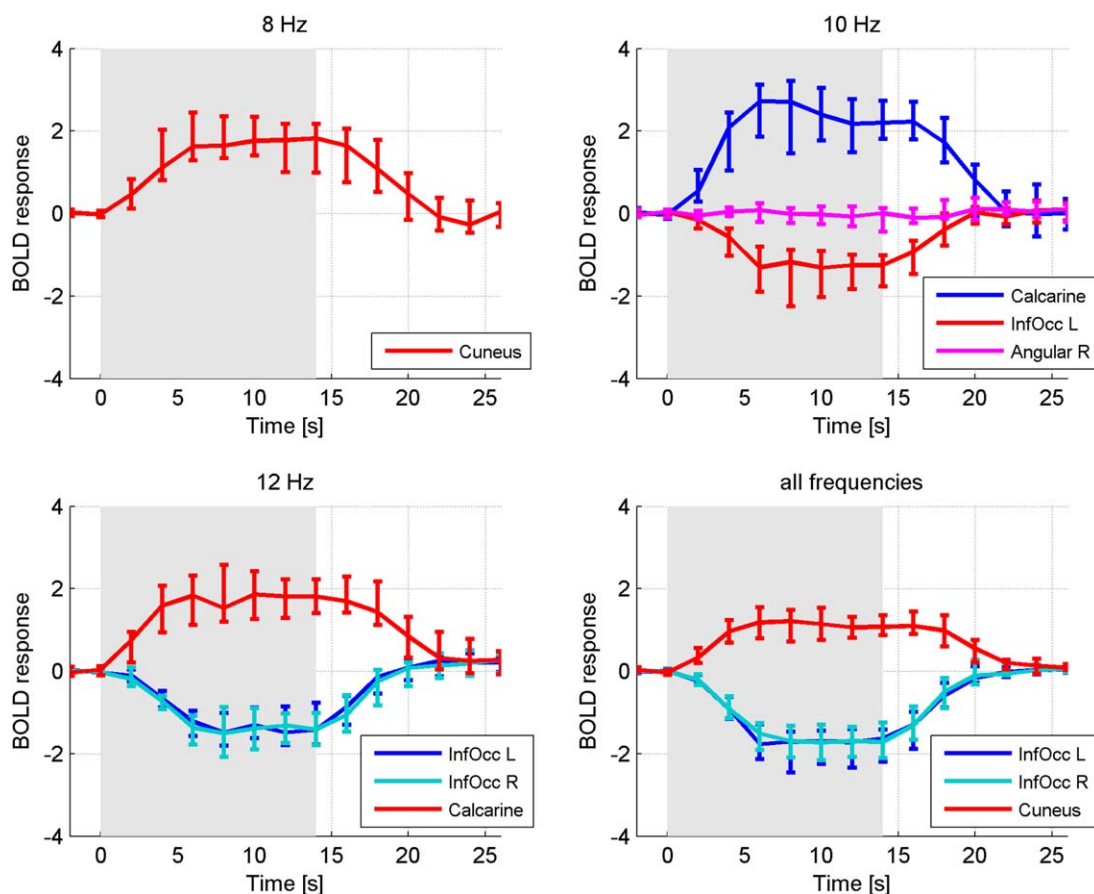 8 Hz
4
2
0
-2
-4
BOLD response
Cuneus
0 5 10 15 20 25
Time [s]
10 Hz
4
2
0
-2
-4
BOLD response
Calcarine
InfOcc L
Angular R
0 5 10 15 20 25
Time [s]
12 Hz
4
2
0
-2
-4
BOLD response
InfOcc L
InfOcc R
Calcarine
0 5 10 15 20 25
Time [s]
all frequencies
4
2
0
-2
-4
BOLD response
InfOcc L
InfOcc R
Cuneus
0 5 10 15 20 25
Time [s]